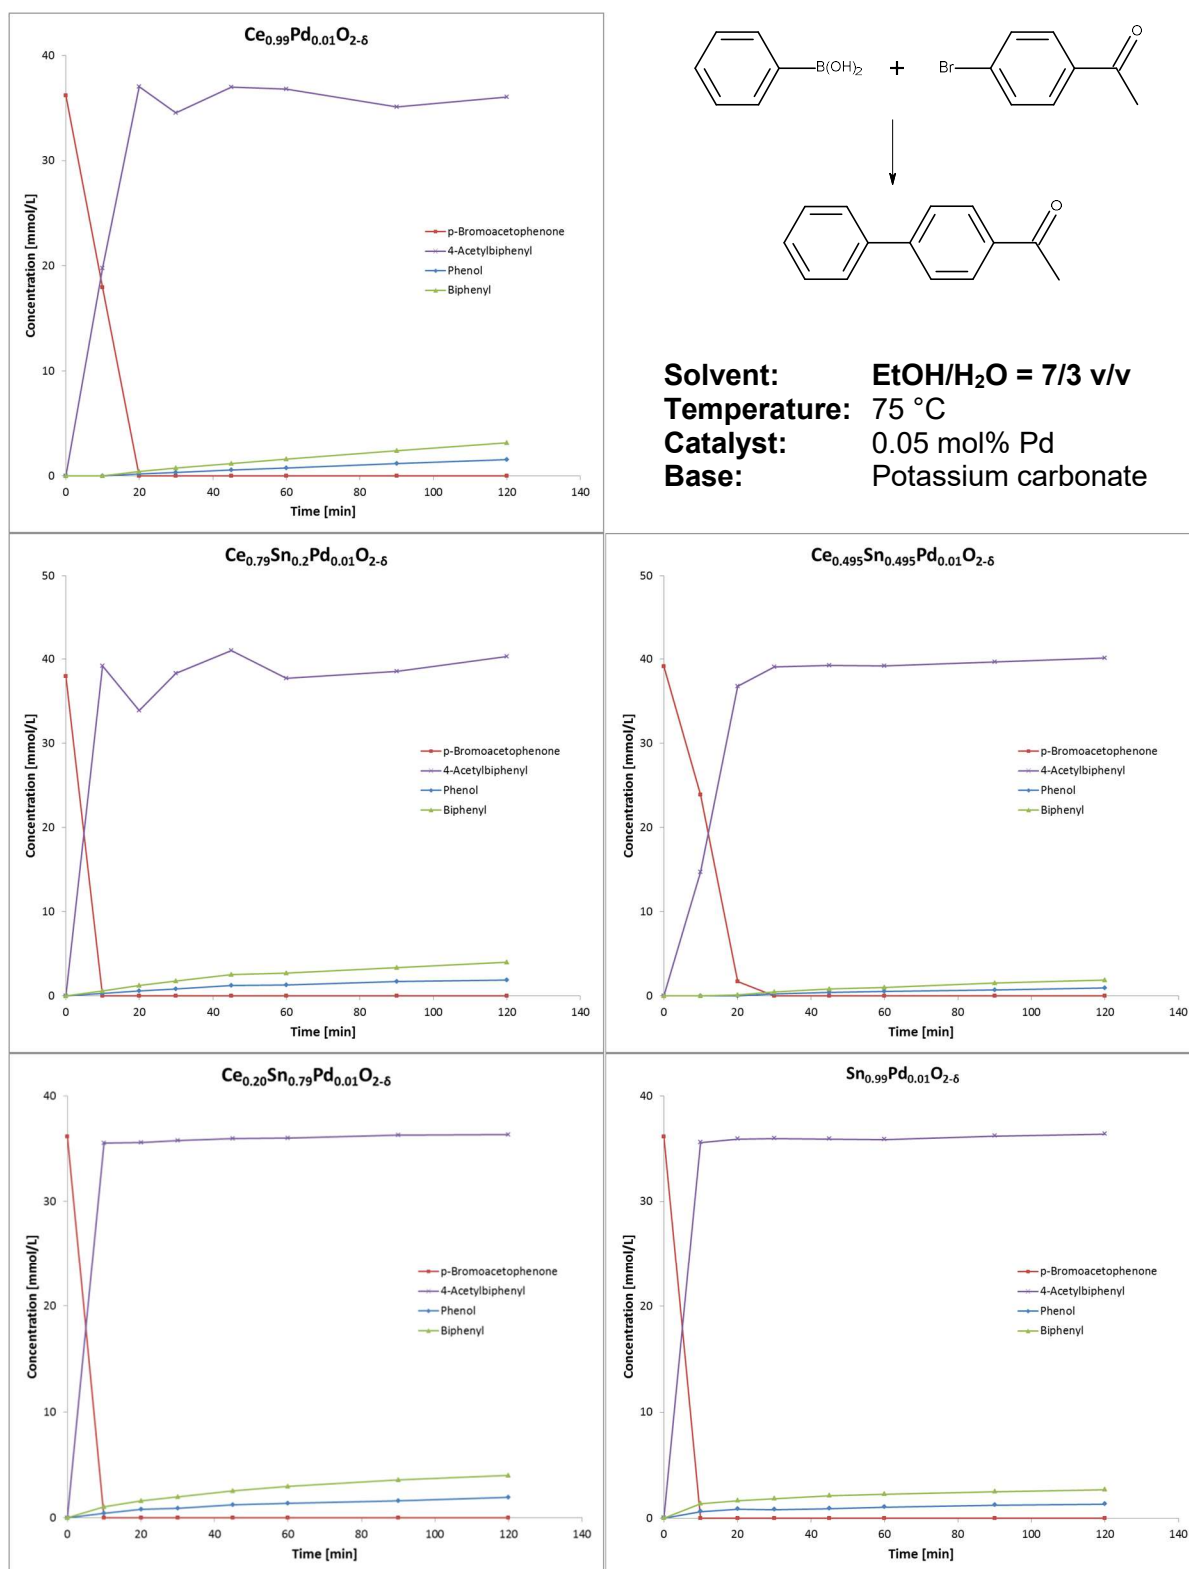 Ce₀.₉₉Pd₀.₀₁O₂₋δ
40
30
20
10
0
Concentration [mmol/L]
p-Bromoacetophenone
4-Acetylbiphenyl
Phenol
Biphenyl
0 20 40 60 80 100 120 140
Time [min]
B(OH)₂ + Br O
O
Solvent: EtOH/H₂O = 7/3 v/v
Temperature: 75 °C
Catalyst: 0.05 mol% Pd
Base: Potassium carbonate
Ce₀.₇₉Sn₀.₂Pd₀.₀₁O₂₋δ
50
40
30
20
10
0
Concentration [mmol/L]
p-Bromoacetophenone
4-Acetylbiphenyl
Phenol
Biphenyl
0 20 40 60 80 100 120 140
Time [min]
Ce₀.₄₉₅Sn₀.₄₉₅Pd₀.₀₁O₂₋δ
50
40
30
20
10
0
Concentration [mmol/L]
p-Bromoacetophenone
4-Acetylbiphenyl
Phenol
Biphenyl
0 20 40 60 80 100 120 140
Time [min]
Ce₀.₂₀Sn₀.₇₉Pd₀.₀₁O₂₋δ
40
30
20
10
0
Concentration [mmol/L]
p-Bromoacetophenone
4-Acetylbiphenyl
Phenol
Biphenyl
0 20 40 60 80 100 120 140
Time [min]
Sn₀.₉₉Pd₀.₀₁O₂₋δ
40
30
20
10
0
Concentration [mmol/L]
p-Bromoacetophenone
4-Acetylbiphenyl
Phenol
Biphenyl
0 20 40 60 80 100 120 140
Time [min]